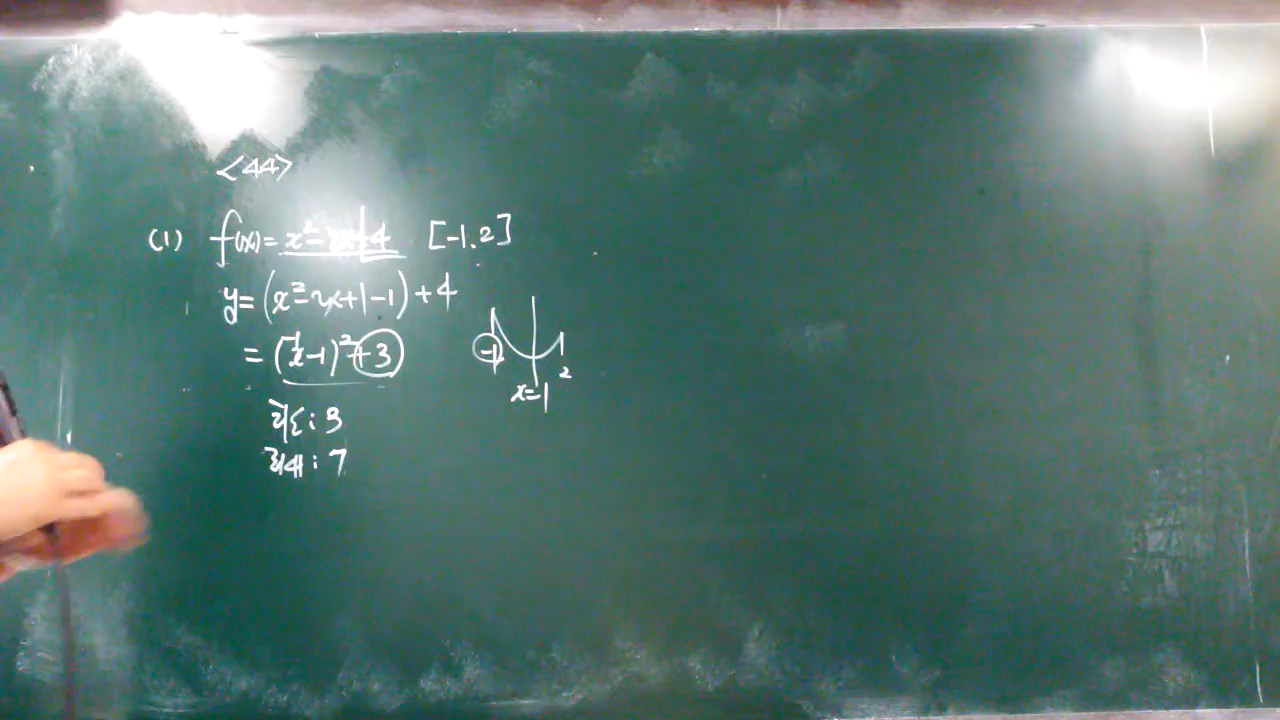 <44>
(1) f(x)= x²-2x+4 [-1.2]
y=(x²-2x+1-1)+4
=(x-1)²+3
최소: 3
최대: 7
-1
2
x=1